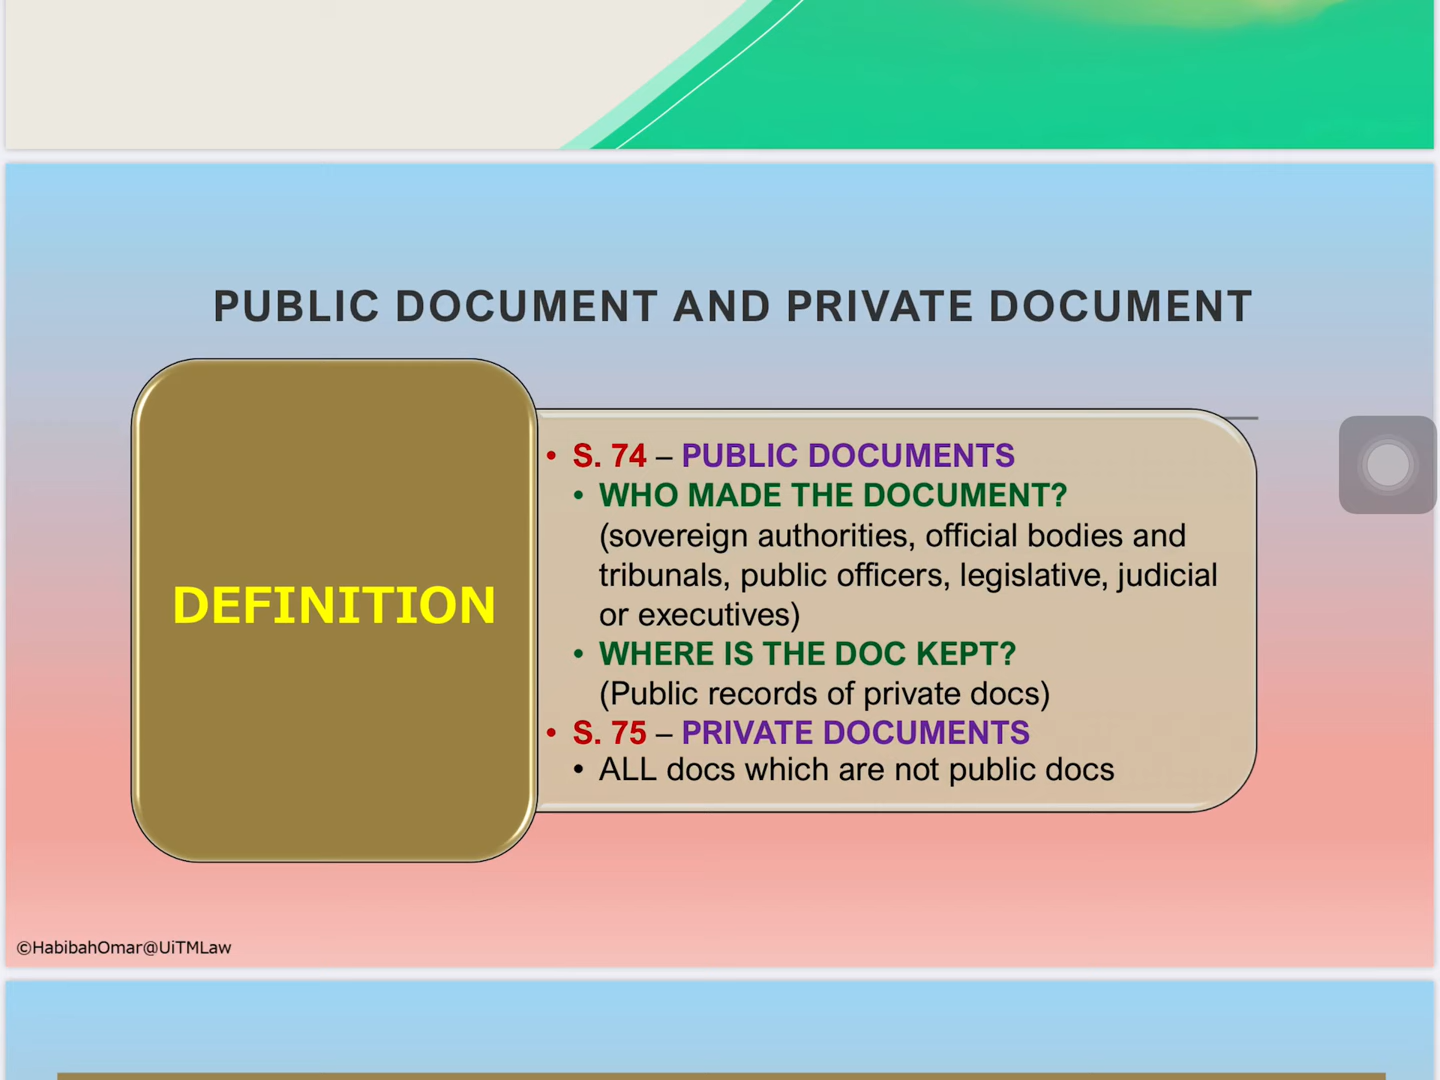 PUBLIC DOCUMENT AND PRIVATE DOCUMENT
DEFINITION
• S. 74 – PUBLIC DOCUMENTS
• WHO MADE THE DOCUMENT?
(sovereign authorities, official bodies and
tribunals, public officers, legislative, judicial
or executives)
• WHERE IS THE DOC KEPT?
(Public records of private docs)
• S. 75 – PRIVATE DOCUMENTS
• ALL docs which are not public docs
©HabibahOmar@UiTMLaw